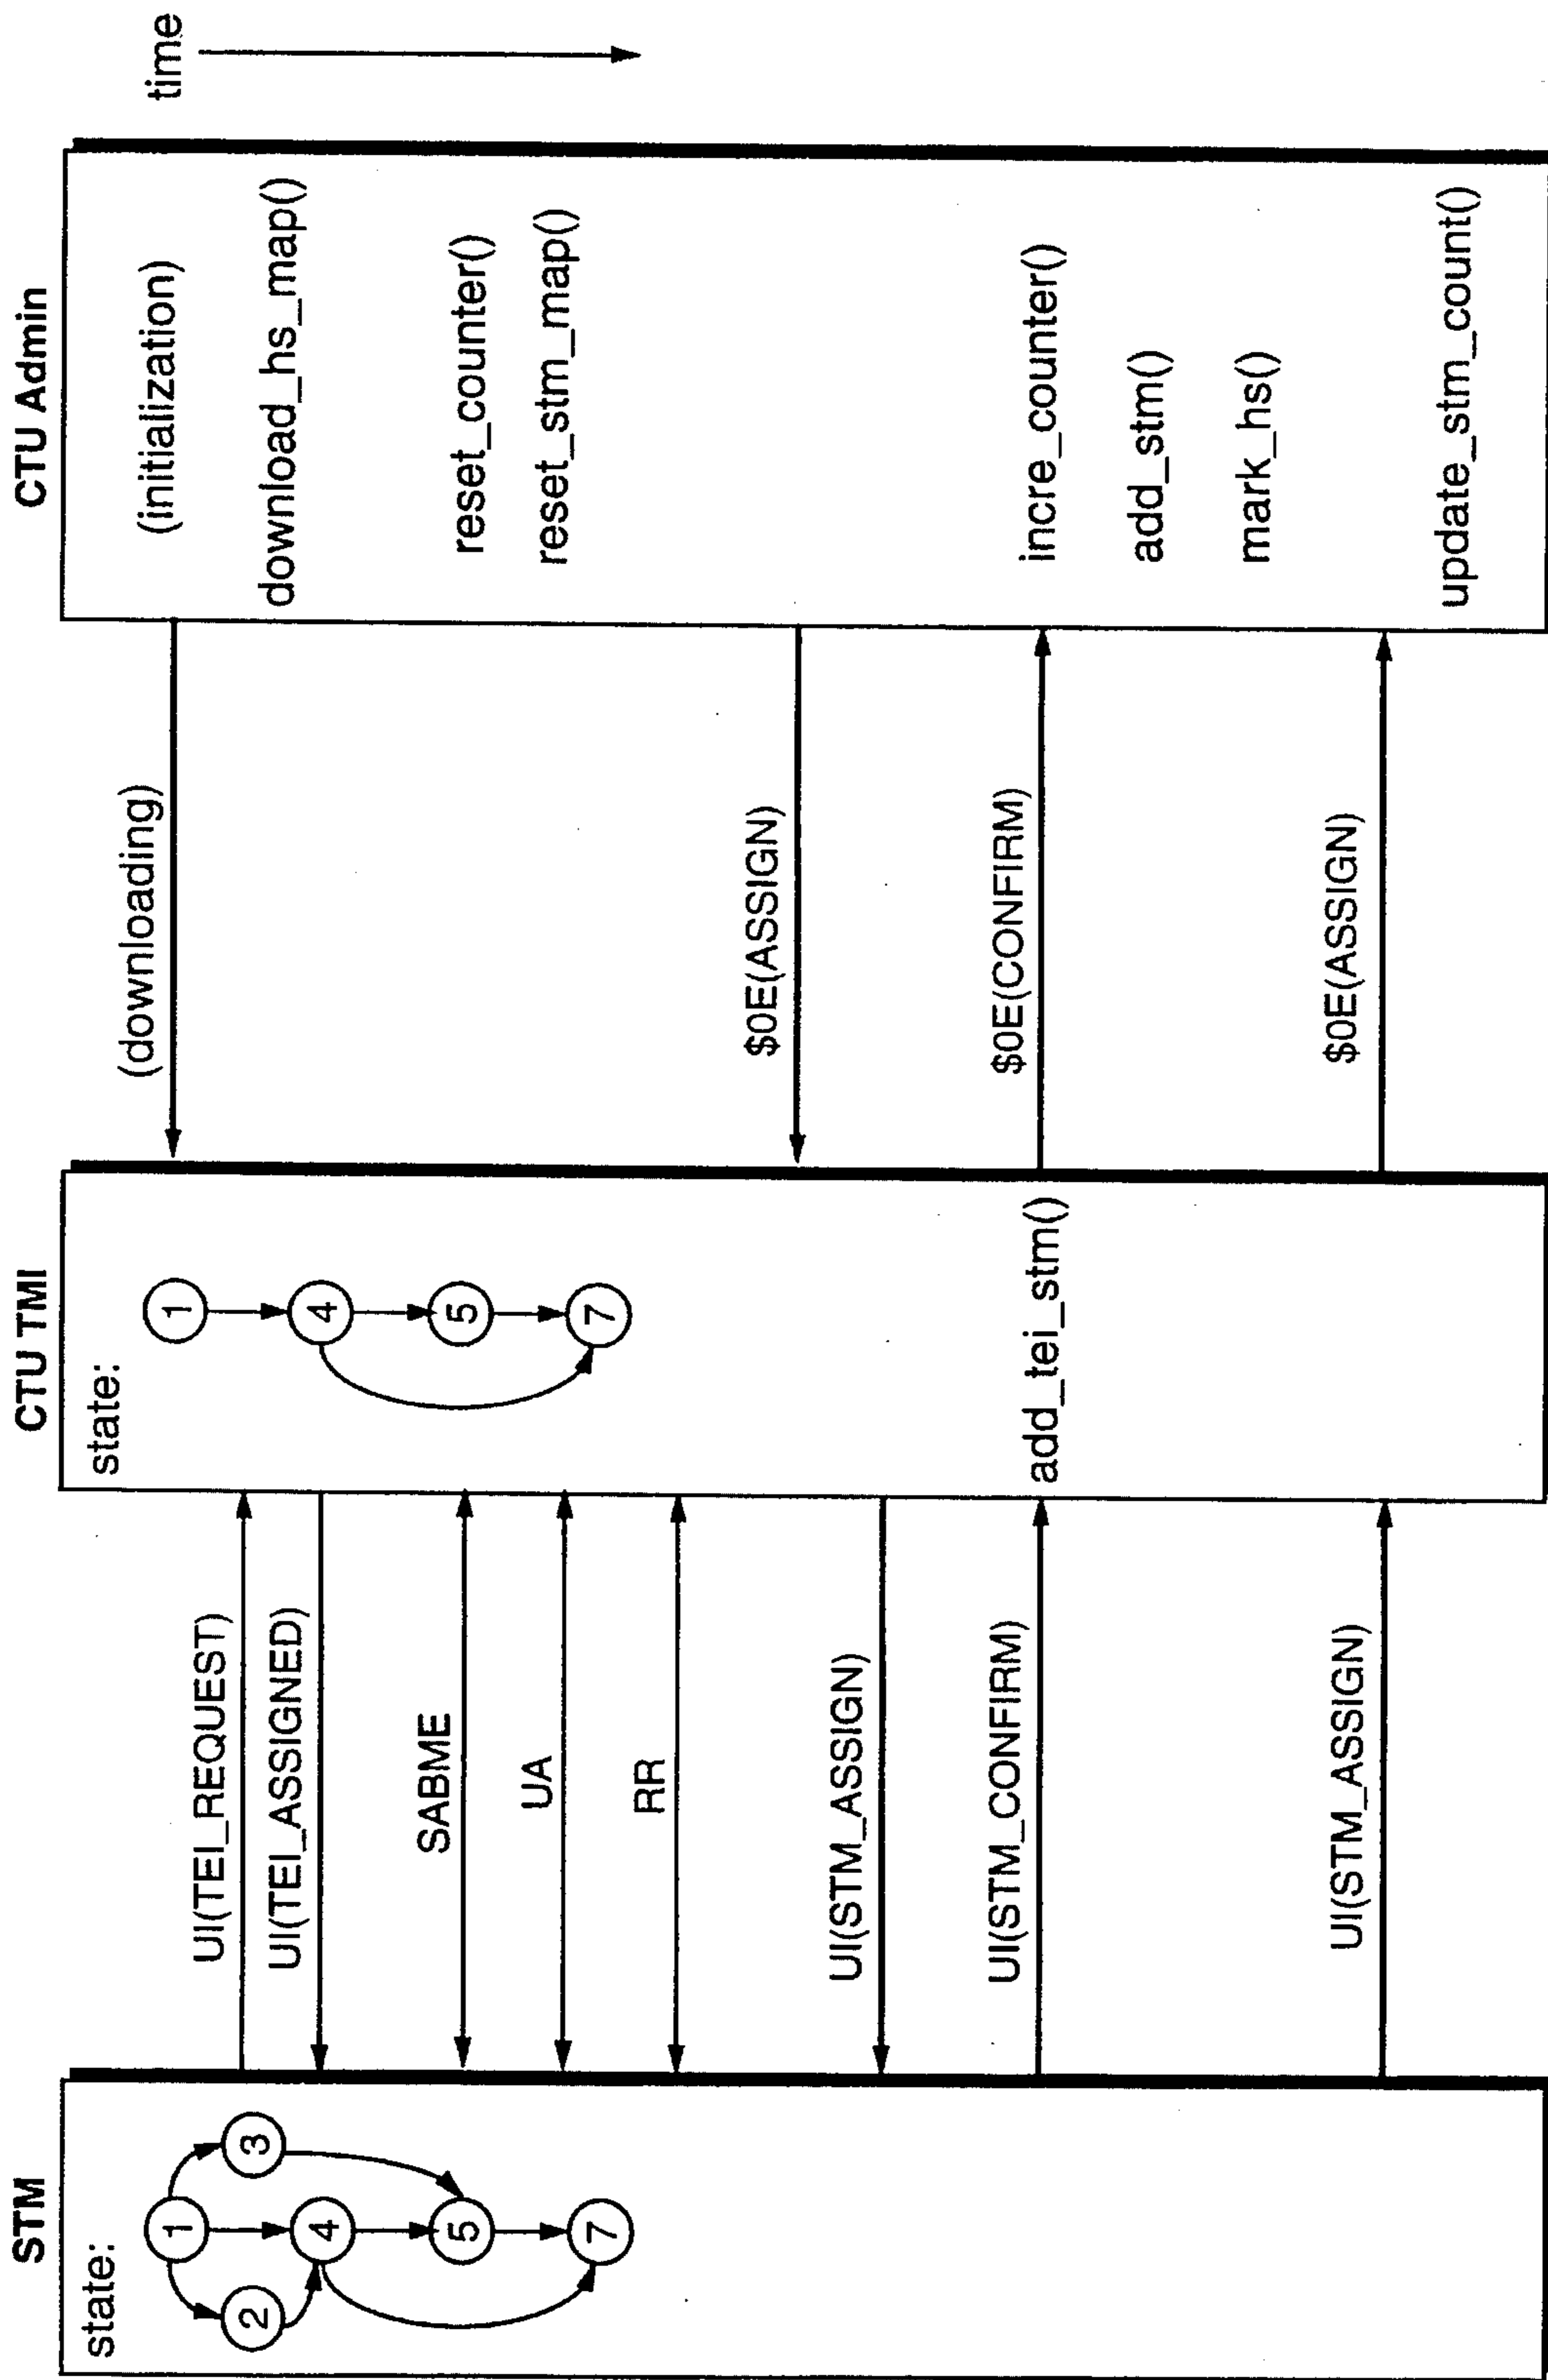 STM
CTU TMI
CTU Admin
time
state:
1
2
3
4
5
7
UI(TEI_REQUEST)
UI(TEI_ASSIGNED)
SABME
UA
RR
UI(STM_ASSIGN)
UI(STM_CONFIRM)
UI(STM_ASSIGN)
state:
1
4
5
7
add_tei_stm()
(downloading)
$0E(ASSIGN)
$0E(CONFIRM)
$0E(ASSIGN)
(initialization)
download_hs_map()
reset_counter()
reset_stm_map()
incre_counter()
add_stm()
mark_hs()
update_stm_count()